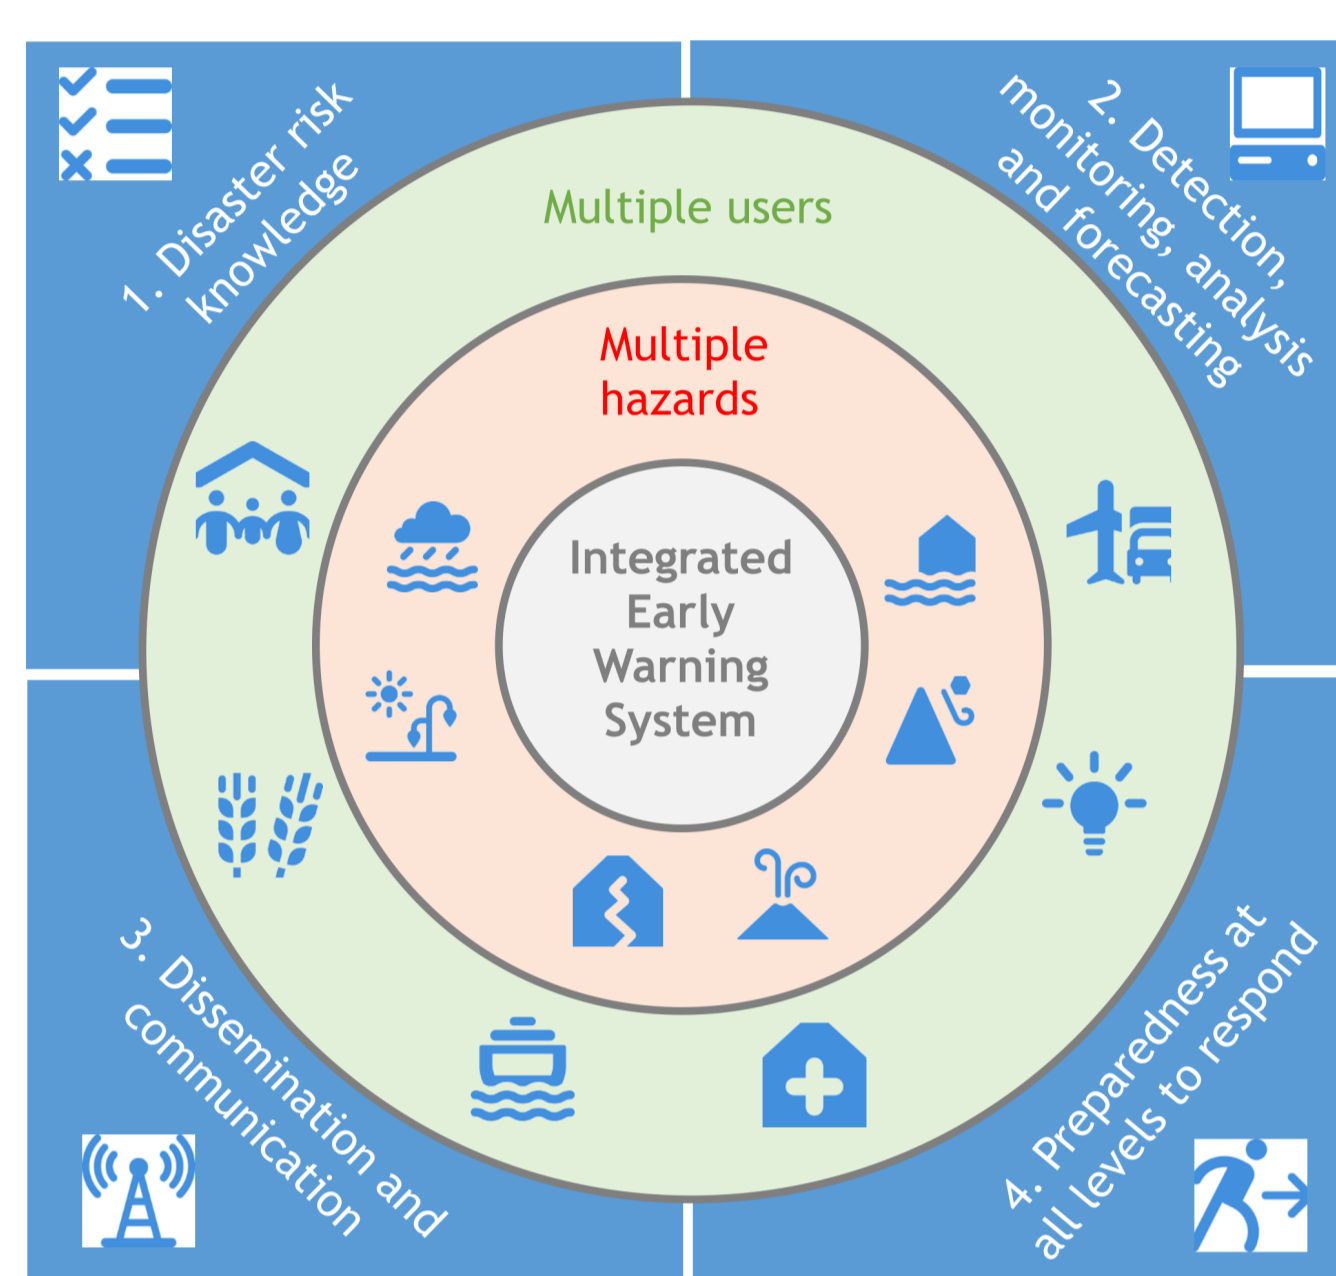 1. Disaster risk
knowledge
2. Detection,
monitoring, analysis
and forecasting
Multiple users
Multiple
hazards
Integrated
Early
Warning
System
3. Dissemination and
communication
4. Preparedness at
all levels to respond